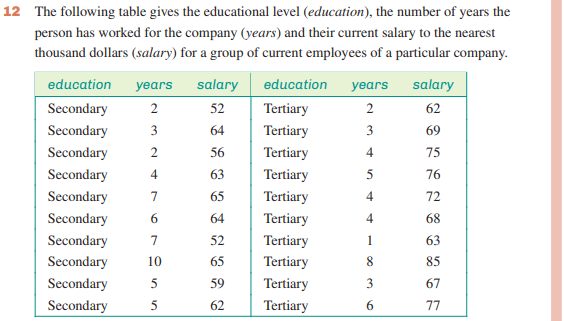 12 The following table gives the educational level (education), the number of years the
person has worked for the company (years) and their current salary to the nearest
thousand dollars (salary) for a group of current employees of a particular company.
education years salary education years salary
Secondary 2 52 Tertiary 2 62
Secondary 3 64 Tertiary 3 69
Secondary 2 56 Tertiary 4 75
Secondary 4 63 Tertiary 5 76
Secondary 7 65 Tertiary 4 72
Secondary 6 64 Tertiary 4 68
Secondary 7 52 Tertiary 1 63
Secondary 10 65 Tertiary 8 85
Secondary 5 59 Tertiary 3 67
Secondary 5 62 Tertiary 6 77